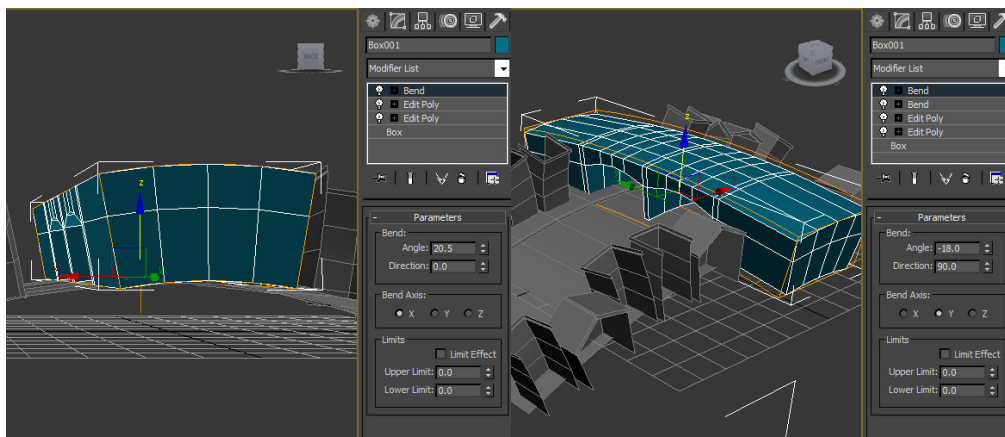 Box001
Modifier List
Bend
Edit Poly
Edit Poly
Box
Parameters
Bend:
Angle: 20.5
Direction: 0.0
Bend Axis:
X Y Z
Limits
Limit Effect
Upper Limit: 0.0
Lower Limit: 0.0
BACK
z
Box001
Modifier List
Bend
Bend
Edit Poly
Edit Poly
Box
Parameters
Bend:
Angle: -18.0
Direction: 90.0
Bend Axis:
X Y Z
Limits
Limit Effect
Upper Limit: 0.0
Lower Limit: 0.0
z